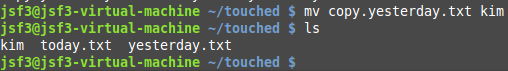 jsf3@jsf3-virtual-machine ~/touched $ mv copy.yesterday.txt kim
jsf3@jsf3-virtual-machine ~/touched $ ls
kim  today.txt  yesterday.txt
jsf3@jsf3-virtual-machine ~/touched $